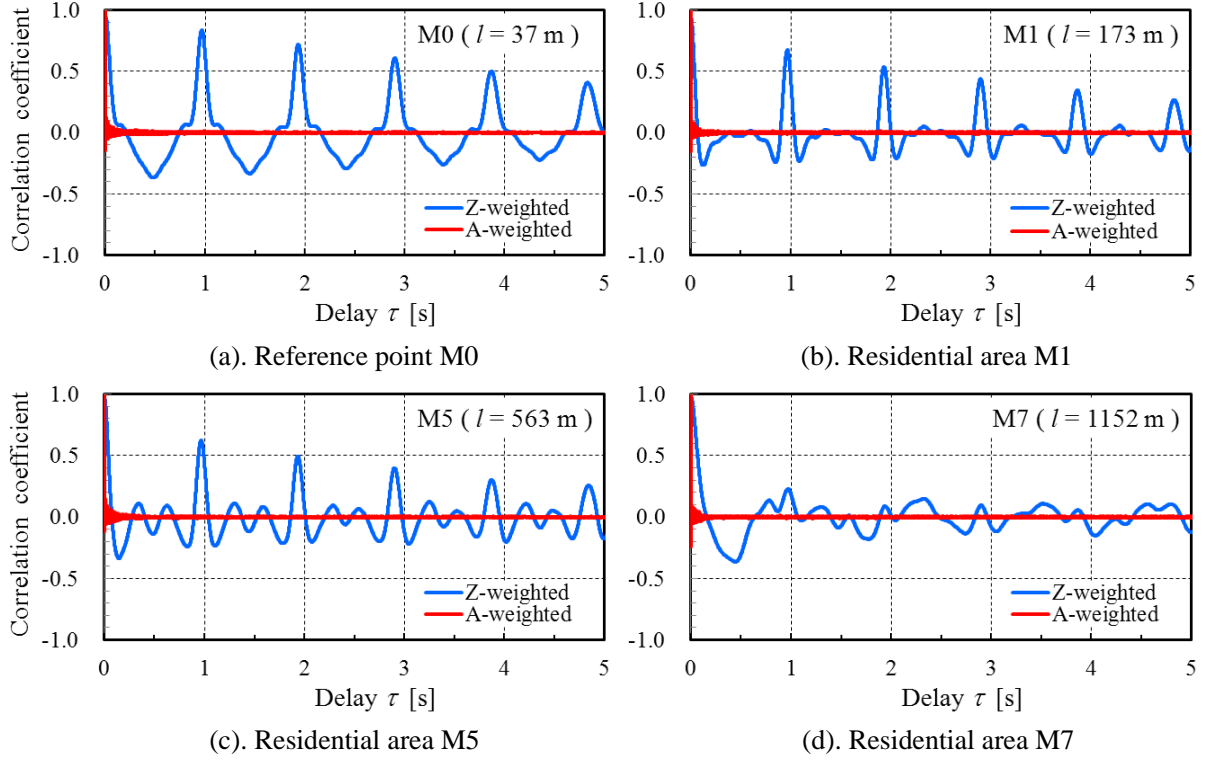 Correlation coefficient
1.0
0.5
0.0
-0.5
-1.0
M0 ( l = 37 m )
Z-weighted
A-weighted
0 1 2 3 4 5
Delay τ [s]
(a). Reference point M0
1.0
0.5
0.0
-0.5
-1.0
M1 ( l = 173 m )
Z-weighted
A-weighted
0 1 2 3 4 5
Delay τ [s]
(b). Residential area M1
Correlation coefficient
1.0
0.5
0.0
-0.5
-1.0
M5 ( l = 563 m )
Z-weighted
A-weighted
0 1 2 3 4 5
Delay τ [s]
(c). Residential area M5
1.0
0.5
0.0
-0.5
-1.0
M7 ( l = 1152 m )
Z-weighted
A-weighted
0 1 2 3 4 5
Delay τ [s]
(d). Residential area M7